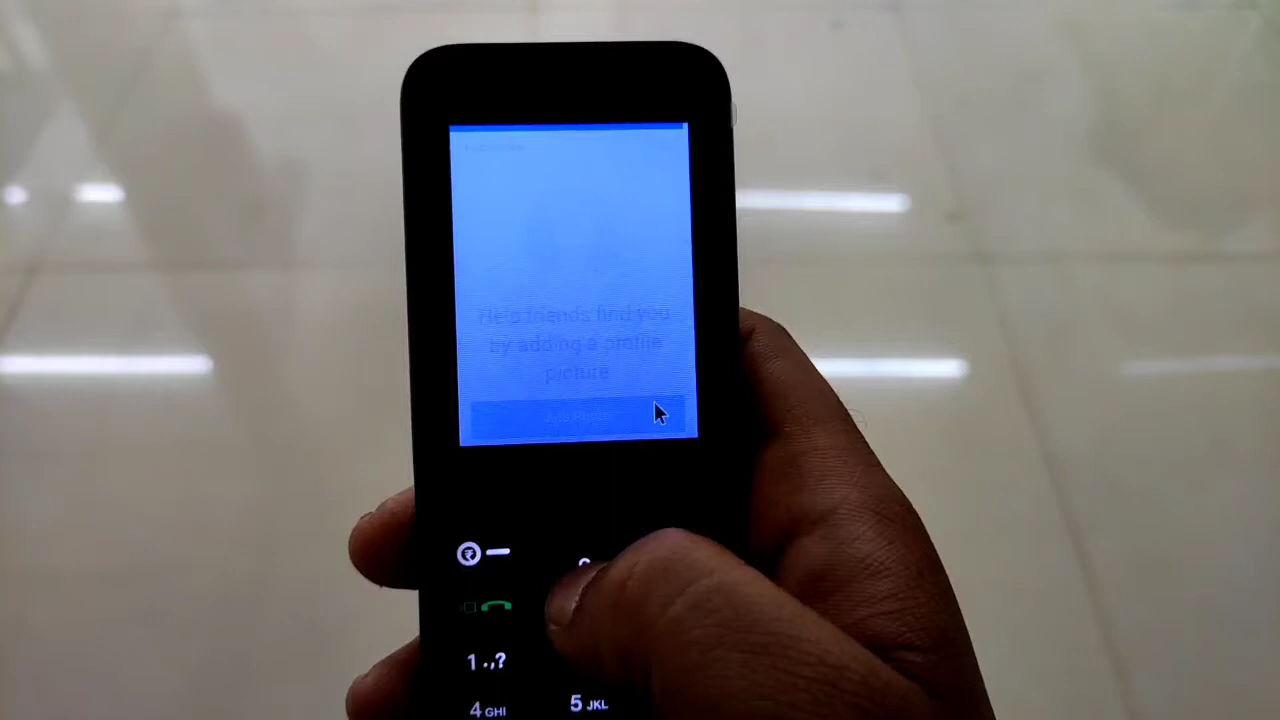 Help friends find you
by adding a profile
picture
₹
1 .,?
4 GHI
5 JKL